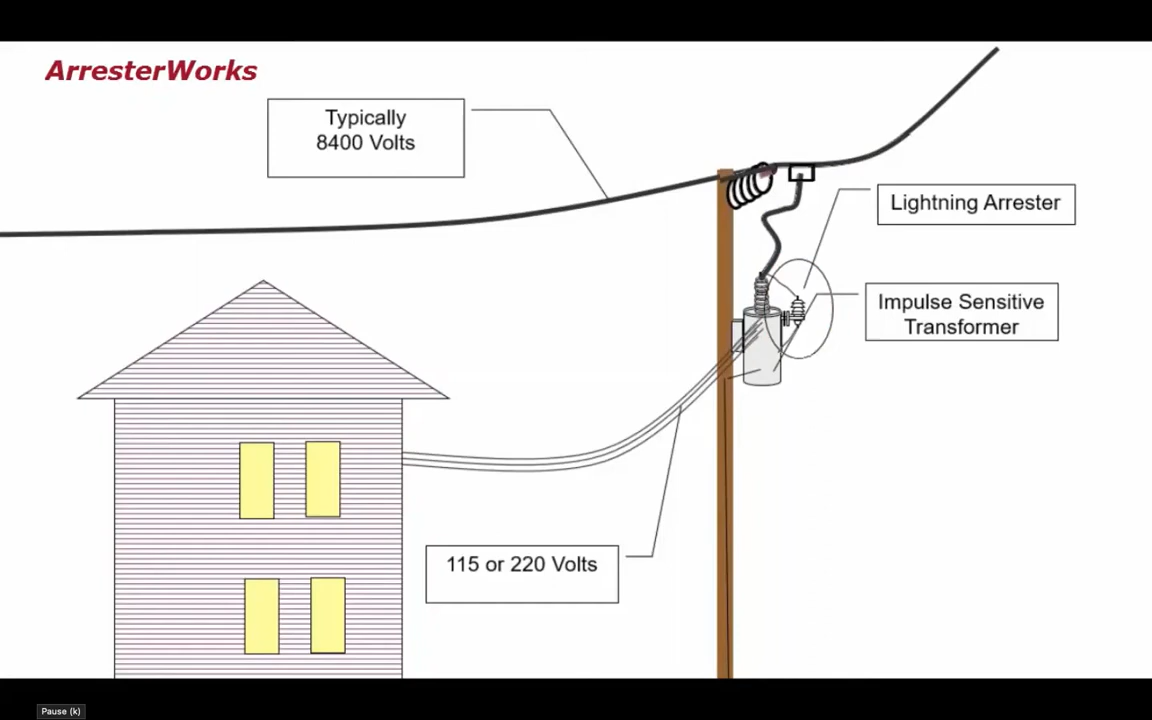 ArresterWorks
Typically
8400 Volts
Lightning Arrester
Impulse Sensitive
Transformer
115 or 220 Volts
Pause (k)